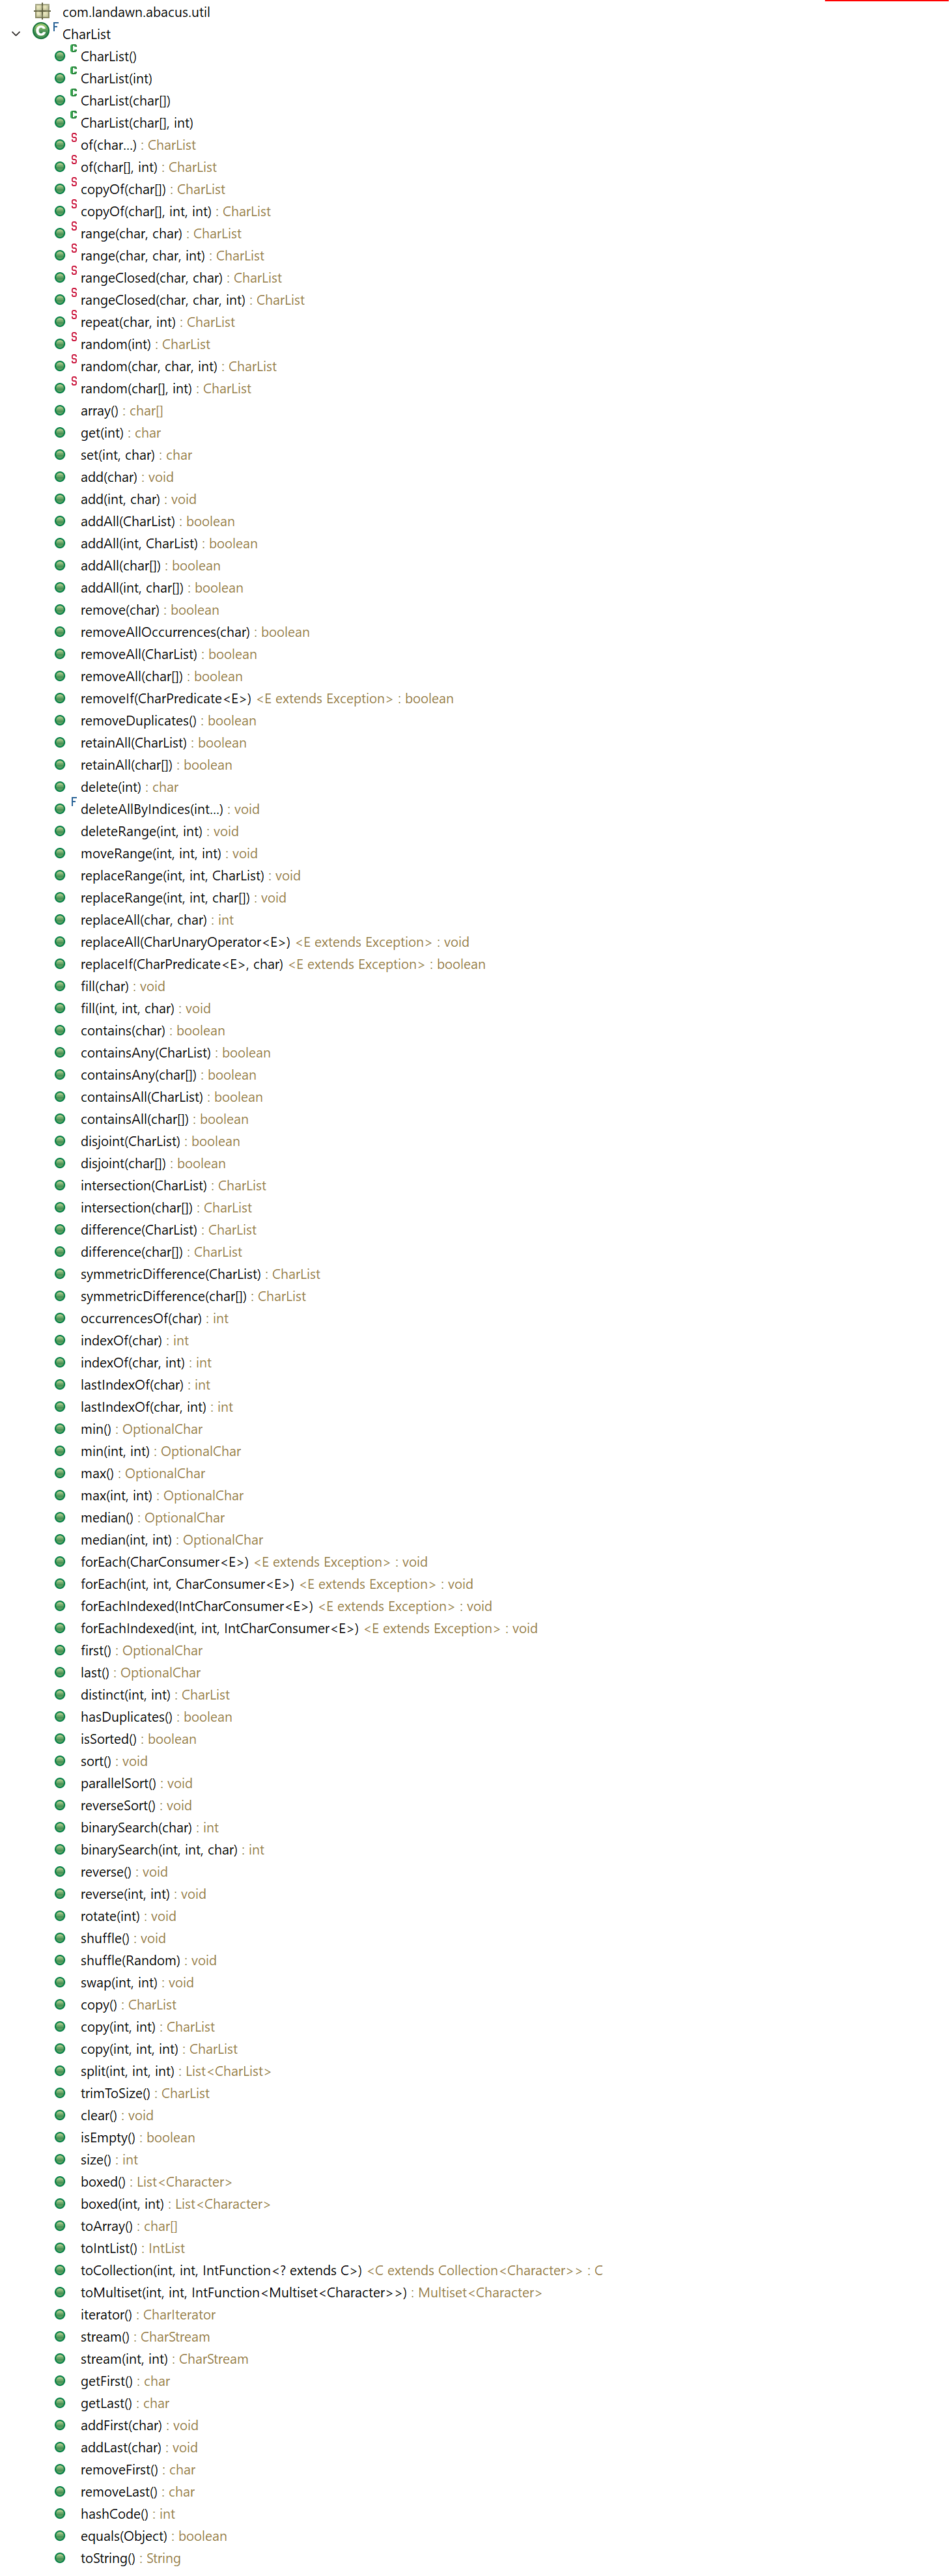 com.landawn.abacus.util
CharList
CharList()
CharList(int)
CharList(char[])
CharList(char[], int)
of(char...) : CharList
of(char[], int) : CharList
copyOf(char[]) : CharList
copyOf(char[], int, int) : CharList
range(char, char) : CharList
range(char, char, int) : CharList
rangeClosed(char, char) : CharList
rangeClosed(char, char, int) : CharList
repeat(char, int) : CharList
random(int) : CharList
random(char, char, int) : CharList
random(char[], int) : CharList
array() : char[]
get(int) : char
set(int, char) : char
add(char) : void
add(int, char) : void
addAll(CharList) : boolean
addAll(int, CharList) : boolean
addAll(char[]) : boolean
addAll(int, char[]) : boolean
remove(char) : boolean
removeAllOccurrences(char) : boolean
removeAll(CharList) : boolean
removeAll(char[]) : boolean
removeIf(CharPredicate<E>) <E extends Exception> : boolean
removeDuplicates() : boolean
retainAll(CharList) : boolean
retainAll(char[]) : boolean
delete(int) : char
deleteAllByIndices(int...) : void
deleteRange(int, int) : void
moveRange(int, int, int) : void
replaceRange(int, int, CharList) : void
replaceRange(int, int, char[]) : void
replaceAll(char, char) : int
replaceAll(CharUnaryOperator<E>) <E extends Exception> : void
replaceIf(CharPredicate<E>, char) <E extends Exception> : boolean
fill(char) : void
fill(int, int, char) : void
contains(char) : boolean
containsAny(CharList) : boolean
containsAny(char[]) : boolean
containsAll(CharList) : boolean
containsAll(char[]) : boolean
disjoint(CharList) : boolean
disjoint(char[]) : boolean
intersection(CharList) : CharList
intersection(char[]) : CharList
difference(CharList) : CharList
difference(char[]) : CharList
symmetricDifference(CharList) : CharList
symmetricDifference(char[]) : CharList
occurrencesOf(char) : int
indexOf(char) : int
indexOf(char, int) : int
lastIndexOf(char) : int
lastIndexOf(char, int) : int
min() : OptionalChar
min(int, int) : OptionalChar
max() : OptionalChar
max(int, int) : OptionalChar
median() : OptionalChar
median(int, int) : OptionalChar
forEach(CharConsumer<E>) <E extends Exception> : void
forEach(int, int, CharConsumer<E>) <E extends Exception> : void
forEachIndexed(IntCharConsumer<E>) <E extends Exception> : void
forEachIndexed(int, int, IntCharConsumer<E>) <E extends Exception> : void
first() : OptionalChar
last() : OptionalChar
distinct(int, int) : CharList
hasDuplicates() : boolean
isSorted() : boolean
sort() : void
parallelSort() : void
reverseSort() : void
binarySearch(char) : int
binarySearch(int, int, char) : int
reverse() : void
reverse(int, int) : void
rotate(int) : void
shuffle() : void
shuffle(Random) : void
swap(int, int) : void
copy() : CharList
copy(int, int) : CharList
copy(int, int, int) : CharList
split(int, int, int) : List<CharList>
trimToSize() : CharList
clear() : void
isEmpty() : boolean
size() : int
boxed() : List<Character>
boxed(int, int) : List<Character>
toArray() : char[]
toIntList() : IntList
toCollection(int, int, IntFunction<? extends C>) <C extends Collection<Character>> : C
toMultiset(int, int, IntFunction<Multiset<Character>>) : Multiset<Character>
iterator() : CharIterator
stream() : CharStream
stream(int, int) : CharStream
getFirst() : char
getLast() : char
addFirst(char) : void
addLast(char) : void
removeFirst() : char
removeLast() : char
hashCode() : int
equals(Object) : boolean
toString() : String